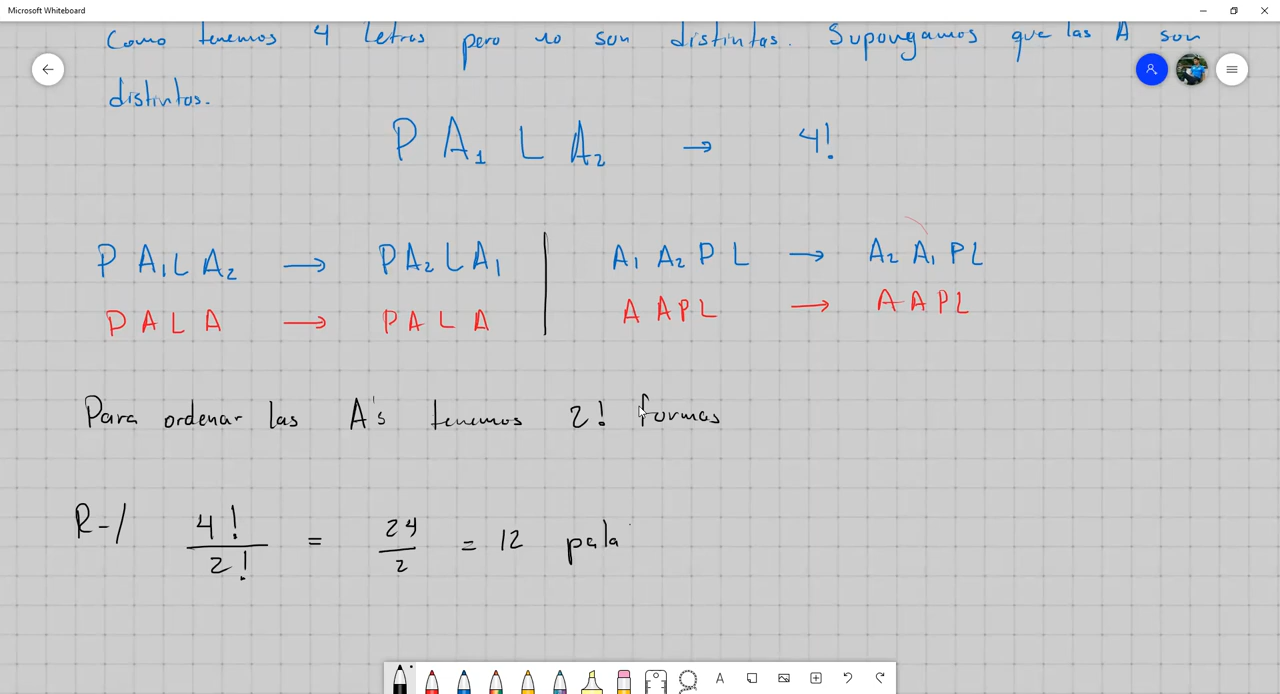 Microsoft Whiteboard
Como tenemos 4 letras pero no son distintas. Supongamos que las A son
distintas.
P A₁ L A₂ → 4!
P A₁ L A₂ → P A₂ L A₁ | A₁ A₂ P L → A₂ A₁ P L
P A L A → P A L A | A A P L → A A P L
Para ordenar las A's tenemos 2! formas
R-/ 4!/2! = 24/2 = 12 pala
A